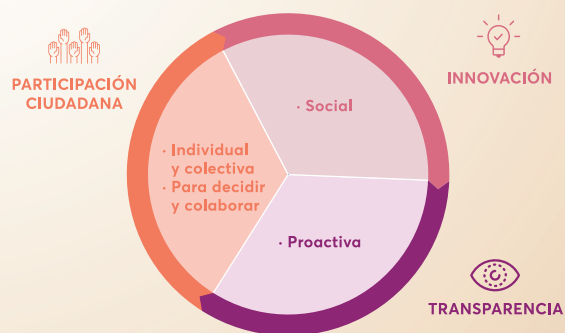 PARTICIPACIÓN
CIUDADANA
INNOVACIÓN
· Social
· Individual
y colectiva
· Para decidir
y colaborar
· Proactiva
TRANSPARENCIA